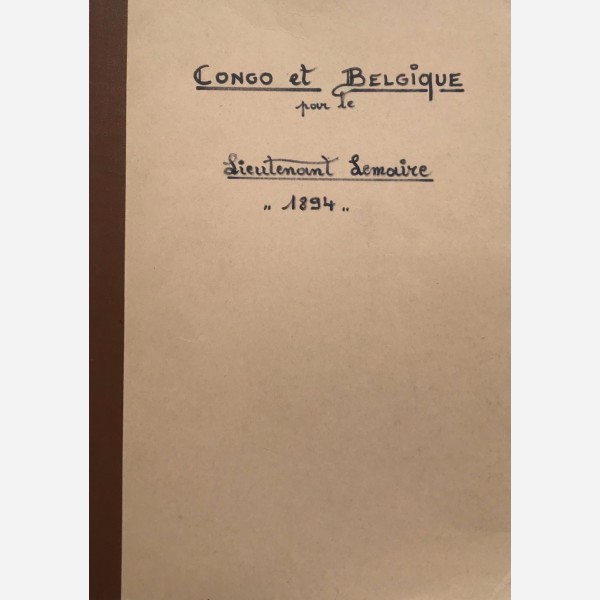 CONGO et BELGIQUE
pour le
Lieutenant Lemaire
„ 1894 „